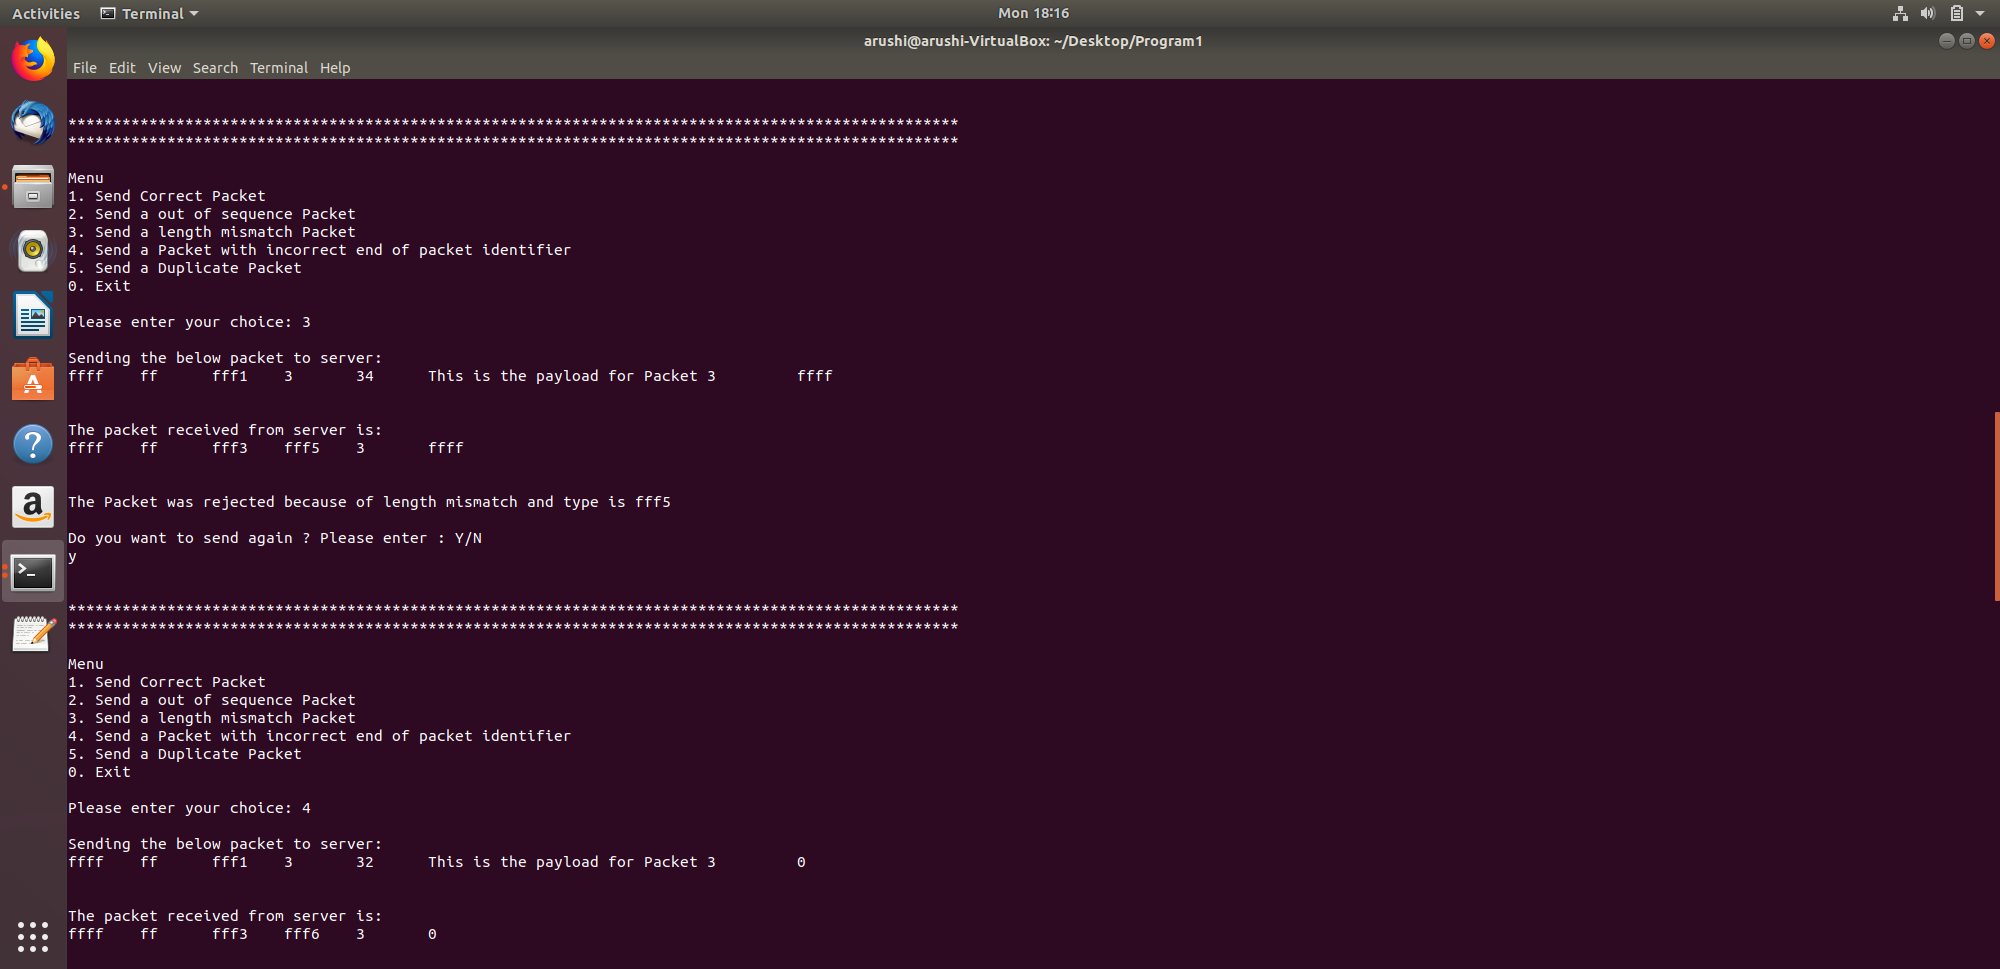 Activities Terminal Mon 18:16
arushi@arushi-VirtualBox: ~/Desktop/Program1
File Edit View Search Terminal Help
***************************************************************************************************
***************************************************************************************************
Menu
1. Send Correct Packet
2. Send a out of sequence Packet
3. Send a length mismatch Packet
4. Send a Packet with incorrect end of packet identifier
5. Send a Duplicate Packet
0. Exit
Please enter your choice: 3
Sending the below packet to server:
ffff ff fff1 3 34 This is the payload for Packet 3 ffff
The packet received from server is:
ffff ff fff3 fff5 3 ffff
The Packet was rejected because of length mismatch and type is fff5
Do you want to send again ? Please enter : Y/N
y
***************************************************************************************************
***************************************************************************************************
Menu
1. Send Correct Packet
2. Send a out of sequence Packet
3. Send a length mismatch Packet
4. Send a Packet with incorrect end of packet identifier
5. Send a Duplicate Packet
0. Exit
Please enter your choice: 4
Sending the below packet to server:
ffff ff fff1 3 32 This is the payload for Packet 3 0
The packet received from server is:
ffff ff fff3 fff6 3 0